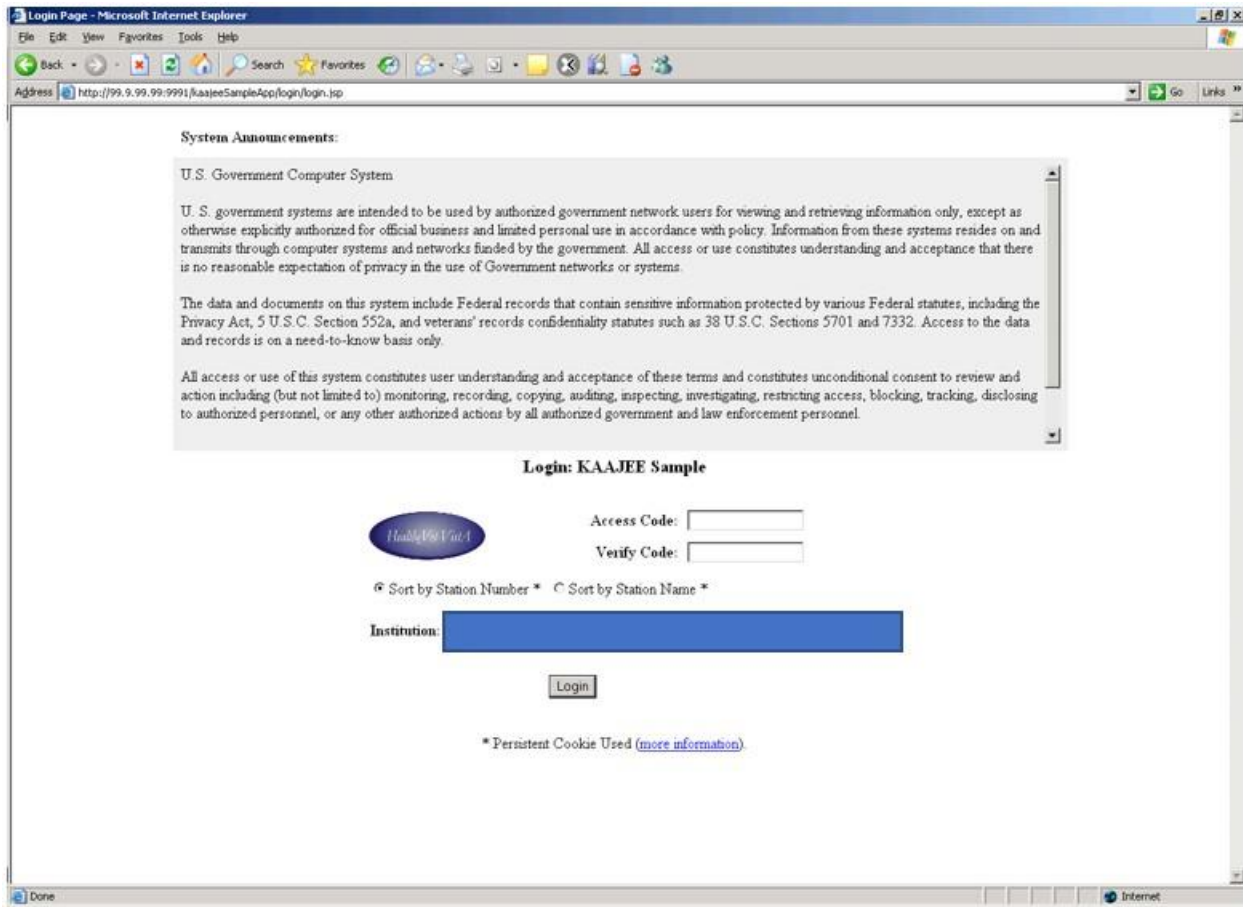 Login Page - Microsoft Internet Explorer
File Edit View Favorites Tools Help
Back Search Favorites
Address http://99.9.99.99:9991/kaajeeSampleApp/login/login.jsp Go Links »
System Announcements:
U.S. Government Computer System
U. S. government systems are intended to be used by authorized government network users for viewing and retrieving information only, except as
otherwise explicitly authorized for official business and limited personal use in accordance with policy. Information from these systems resides on and
transmits through computer systems and networks funded by the government. All access or use constitutes understanding and acceptance that there
is no reasonable expectation of privacy in the use of Government networks or systems.
The data and documents on this system include Federal records that contain sensitive information protected by various Federal statutes, including the
Privacy Act, 5 U.S.C. Section 552a, and veterans' records confidentiality statutes such as 38 U.S.C. Sections 5701 and 7332. Access to the data
and records is on a need-to-know basis only.
All access or use of this system constitutes user understanding and acceptance of these terms and constitutes unconditional consent to review and
action including (but not limited to) monitoring, recording, copying, auditing, inspecting, investigating, restricting access, blocking, tracking, disclosing
to authorized personnel, or any other authorized actions by all authorized government and law enforcement personnel.
Login: KAAJEE Sample
HealtheVet VistA
Access Code:
Verify Code:
Sort by Station Number * Sort by Station Name *
Institution:
Login
* Persistent Cookie Used (more information).
Done Internet